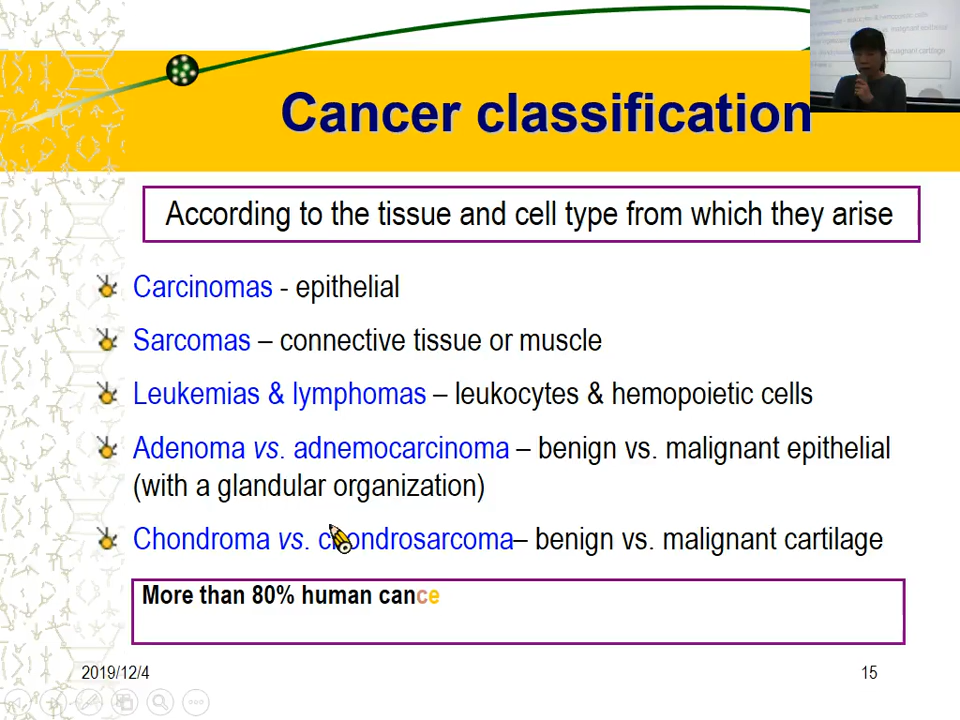 Cancer classification
According to the tissue and cell type from which they arise
Carcinomas - epithelial
Sarcomas – connective tissue or muscle
Leukemias & lymphomas – leukocytes & hemopoietic cells
Adenoma vs. adnemocarcinoma – benign vs. malignant epithelial
(with a glandular organization)
Chondroma vs. chondrosarcoma– benign vs. malignant cartilage
More than 80% human cance
2019/12/4
15